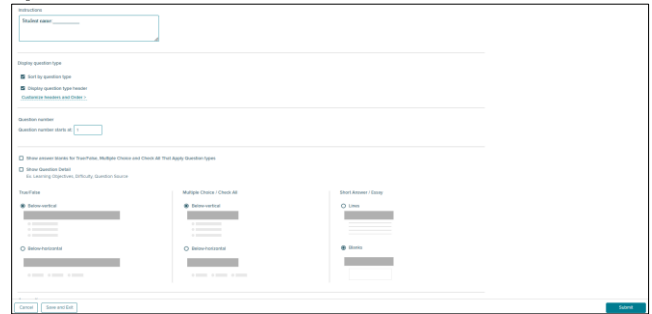 Instructions
Student name: ____________
Display question type
Sort by question type
Display question type header
Customize Headers and Order >
Question number
Question number starts at 1
Show answer blanks for True/False, Multiple Choice and Check All That Apply Question types
Show Question Detail
Ex. Learning Objectives, Difficulty, Question Source
True/False
Multiple Choice / Check All
Short Answer / Essay
Below-vertical
Below-vertical
Lines
Below-horizontal
Below-horizontal
Blanks
Cancel
Save and Exit
Submit